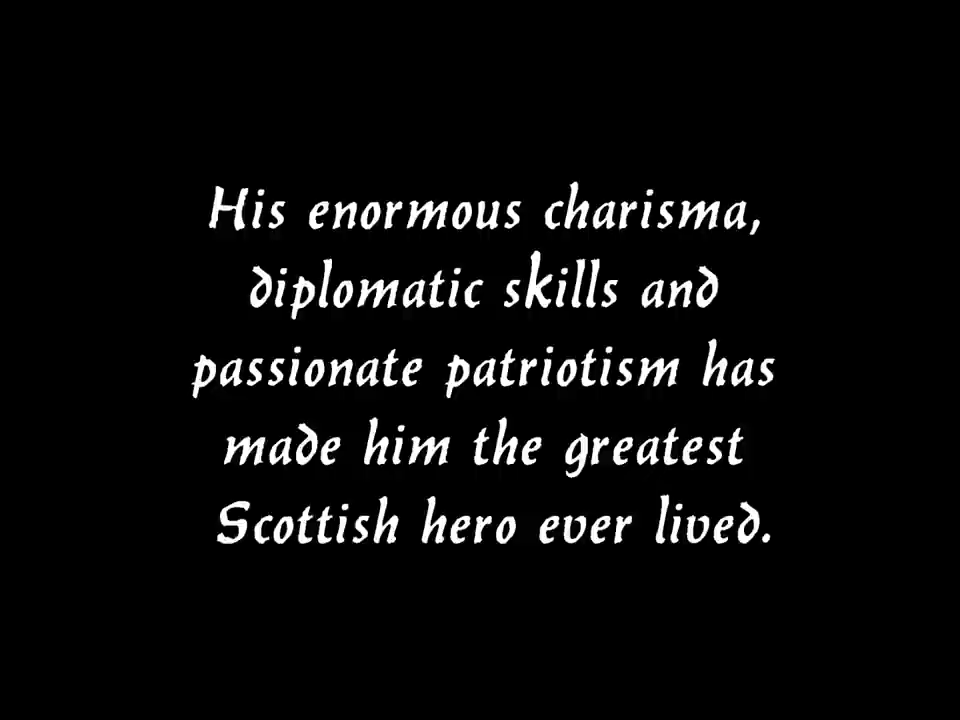 His enormous charisma,
diplomatic skills and
passionate patriotism has
made him the greatest
Scottish hero ever lived.